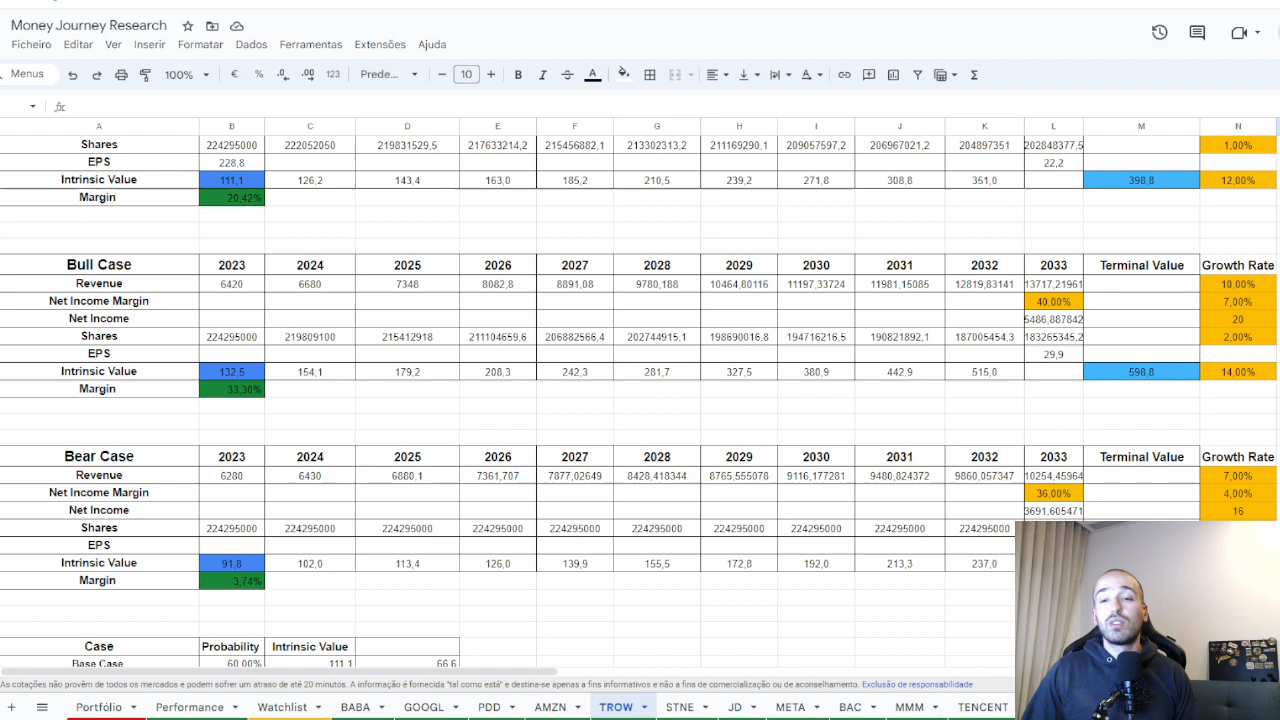 Money Journey Research
Ficheiro Editar Ver Inserir Formatar Dados Ferramentas Extensões Ajuda
Menus 100% € % .0 .00 123 Prede... − 10 + B I A Σ
fx
A B C D E F G H I J K L M N
Shares 224295000 222052050 219831529,5 217633214,2 215456882,1 213302313,2 211169290,1 209057597,2 206967021,2 204897351 202848377,5 1,00%
EPS 228,8 22,2
Intrinsic Value 111,1 126,2 143,4 163,0 185,2 210,5 239,2 271,8 308,8 351,0 398,8 12,00%
Margin 20,42%
Bull Case 2023 2024 2025 2026 2027 2028 2029 2030 2031 2032 2033 Terminal Value Growth Rate
Revenue 6420 6680 7348 8082,8 8891,08 9780,188 10464,80116 11197,33724 11981,15085 12819,83141 13717,21961 10,00%
Net Income Margin 40,00% 7,00%
Net Income 5486,887842 20
Shares 224295000 219809100 215412918 211104659,6 206882566,4 202744915,1 198690016,8 194716216,5 190821892,1 187005454,3 183265345,2 2,00%
EPS 29,9
Intrinsic Value 132,5 154,1 179,2 208,3 242,3 281,7 327,5 380,9 442,9 515,0 598,8 14,00%
Margin 33,30%
Bear Case 2023 2024 2025 2026 2027 2028 2029 2030 2031 2032 2033 Terminal Value Growth Rate
Revenue 6280 6430 6880,1 7361,707 7877,02649 8428,418344 8765,555078 9116,177281 9480,824372 9860,057347 10254,45964 7,00%
Net Income Margin 36,00% 4,00%
Net Income 3691,605471 16
Shares 224295000 224295000 224295000 224295000 224295000 224295000 224295000 224295000 224295000 224295000
EPS
Intrinsic Value 91,8 102,0 113,4 126,0 139,9 155,5 172,8 192,0 213,3 237,0
Margin 3,74%
Case Probability Intrinsic Value
Base Case 60,00% 111,1 66,6
As cotações não provêm de todos os mercados e podem sofrer um atraso de até 20 minutos. A informação é fornecida "tal como está" e destina-se apenas a fins informativos e não a fins de comercialização ou de aconselhamento. Exclusão de responsabilidade
+ Portfólio Performance Watchlist BABA GOOGL PDD AMZN TROW STNE JD META BAC MMM TENCENT